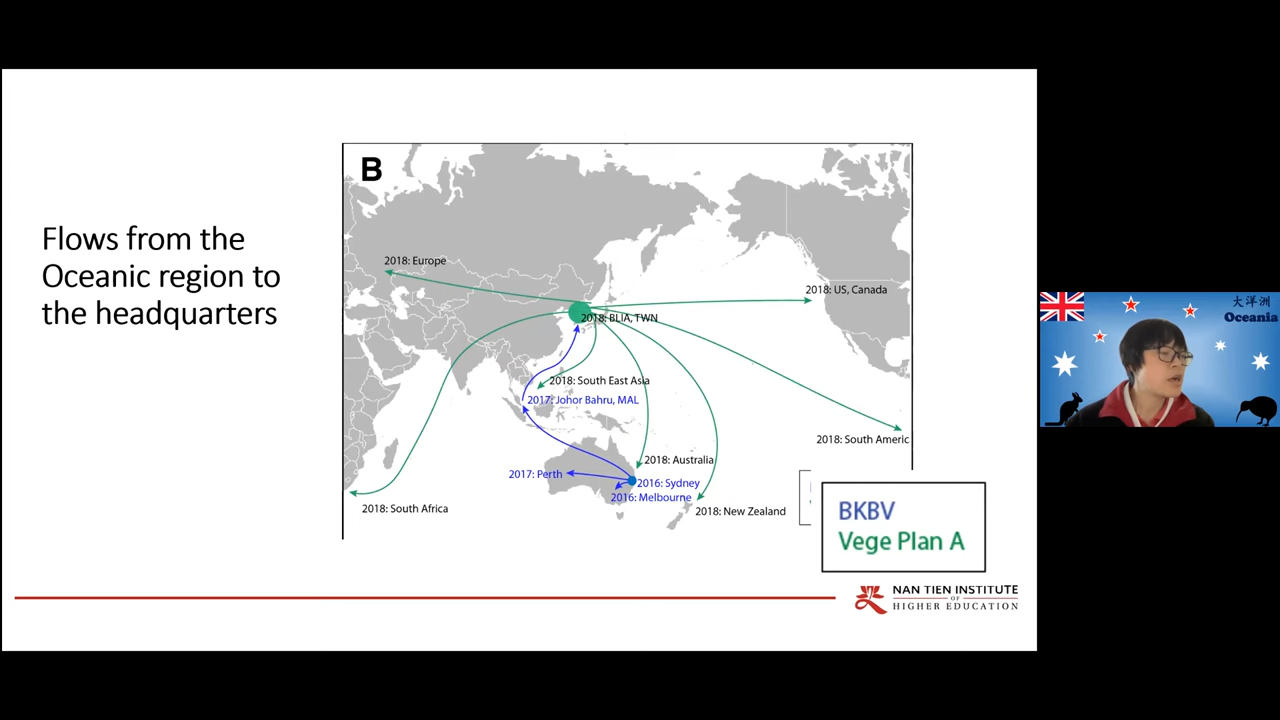 Flows from the
Oceanic region to
the headquarters
B
2018: Europe
2018: US, Canada
2018: BLIA, TWN
2018: South East Asia
2017: Johor Bahru, MAL
2018: South Americ
2018: Australia
2017: Perth
2016: Sydney
2016: Melbourne
2018: South Africa
2018: New Zealand
BKBV
Vege Plan A
NAN TIEN INSTITUTE
OF
HIGHER EDUCATION
大洋洲
Oceania